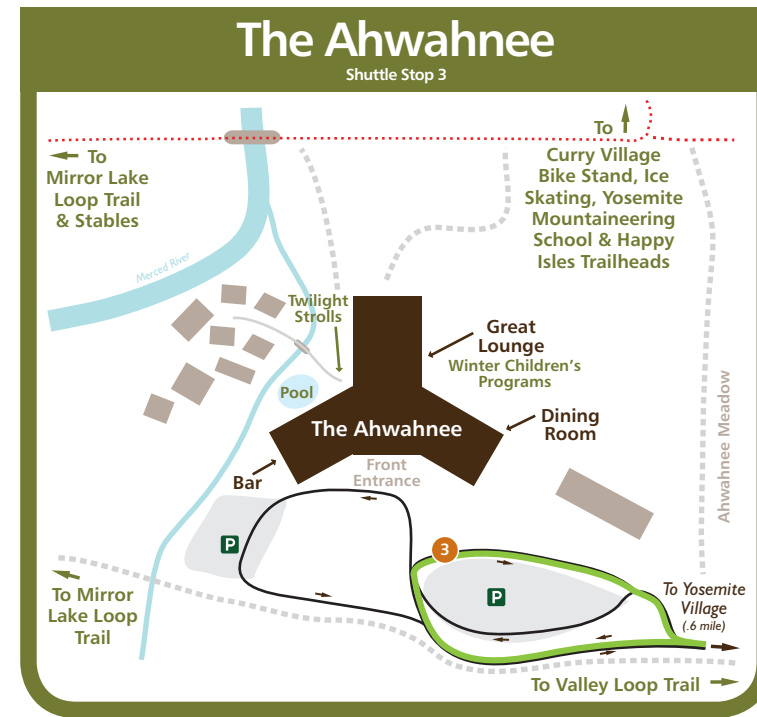 The Ahwahnee
Shuttle Stop 3
To
Mirror Lake
Loop Trail
& Stables
To
Curry Village
Bike Stand, Ice
Skating, Yosemite
Mountaineering
School & Happy
Isles Trailheads
Merced River
Twilight
Strolls
Great
Lounge
Winter Children's
Programs
Pool
The Ahwahnee
Dining
Room
Ahwahnee Meadow
Bar
Front
Entrance
P
3
P
To Mirror
Lake Loop
Trail
To Yosemite
Village
(.6 mile)
To Valley Loop Trail